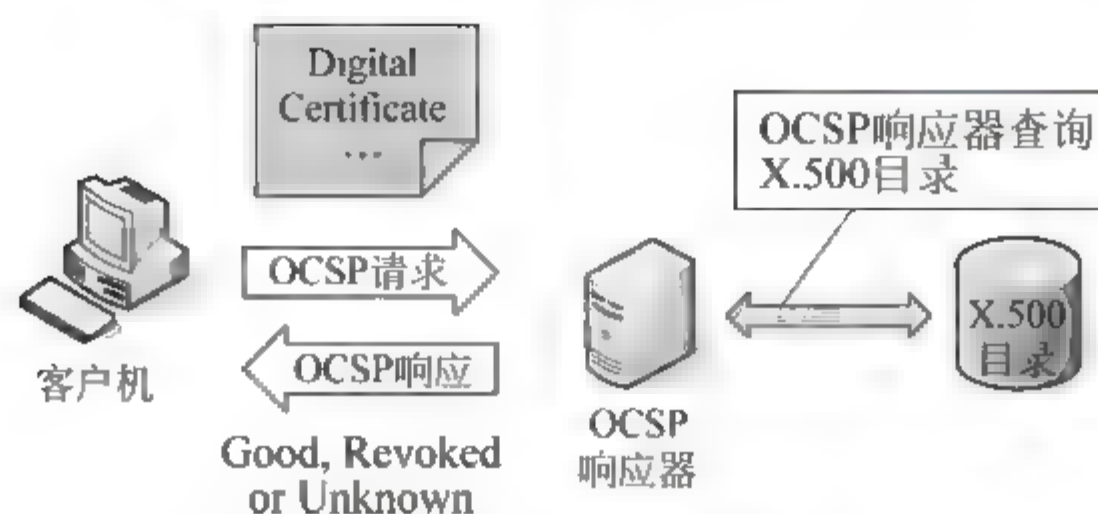 Digital
Certificate
...
OCSP响应器查询
X.500目录
OCSP请求
OCSP响应
客户机
Good, Revoked
or Unknown
OCSP
响应器
X.500
目录